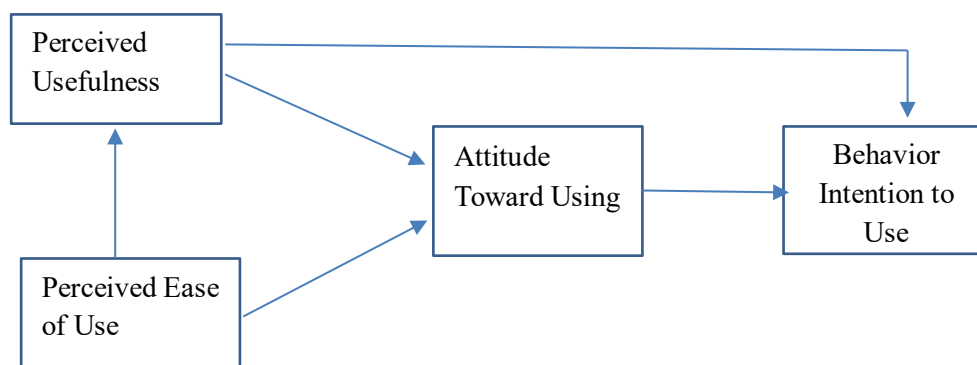 Perceived
Usefulness
Attitude
Toward Using
Behavior
Intention to
Use
Perceived Ease
of Use